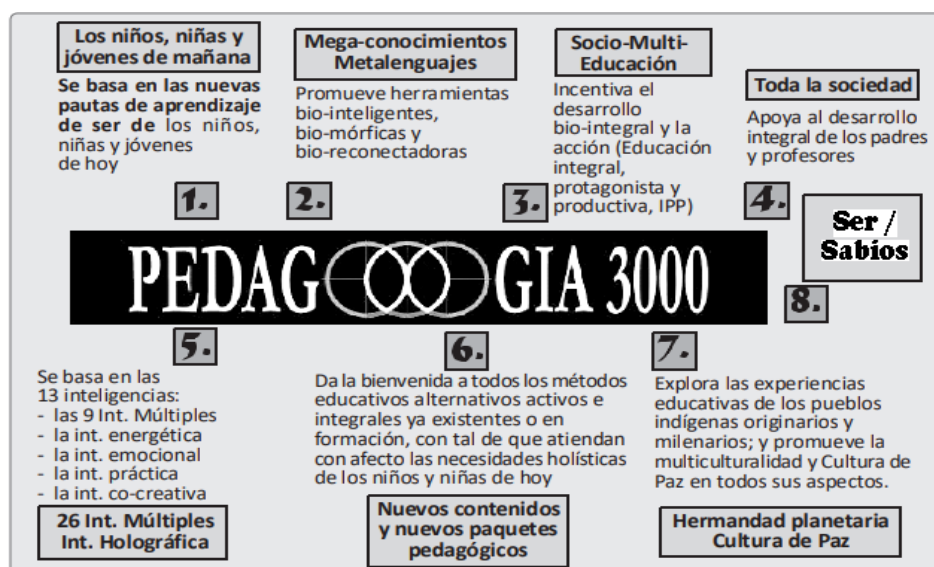 Los niños, niñas y
jóvenes de mañana
Se basa en las nuevas
pautas de aprendizaje
de ser de los niños,
niñas y jóvenes
de hoy
1.
Mega-conocimientos
Metalenguajes
Promueve herramientas
bio-inteligentes,
bio-mórficas y
bio-reconectadoras
2.
Socio-Multi-
Educación
Incentiva el
desarrollo
bio-integral y la
acción (Educación
integral,
protagonista y
productiva, IPP)
3.
Toda la sociedad
Apoya al desarrollo
integral de los padres
y profesores
4.
Ser /
Sabios
8.
PEDAGOOGIA 3000
5.
Se basa en las
13 inteligencias:
- las 9 Int. Múltiples
- la int. energética
- la int. emocional
- la int. práctica
- la int. co-creativa
26 Int. Múltiples
Int. Holográfica
6.
Da la bienvenida a todos los métodos
educativos alternativos activos e
integrales ya existentes o en
formación, con tal de que atiendan
con afecto las necesidades holísticas
de los niños y niñas de hoy
Nuevos contenidos
y nuevos paquetes
pedagógicos
7.
Explora las experiencias
educativas de los pueblos
indígenas originarios y
milenarios; y promueve la
multiculturalidad y Cultura de
Paz en todos sus aspectos.
Hermandad planetaria
Cultura de Paz